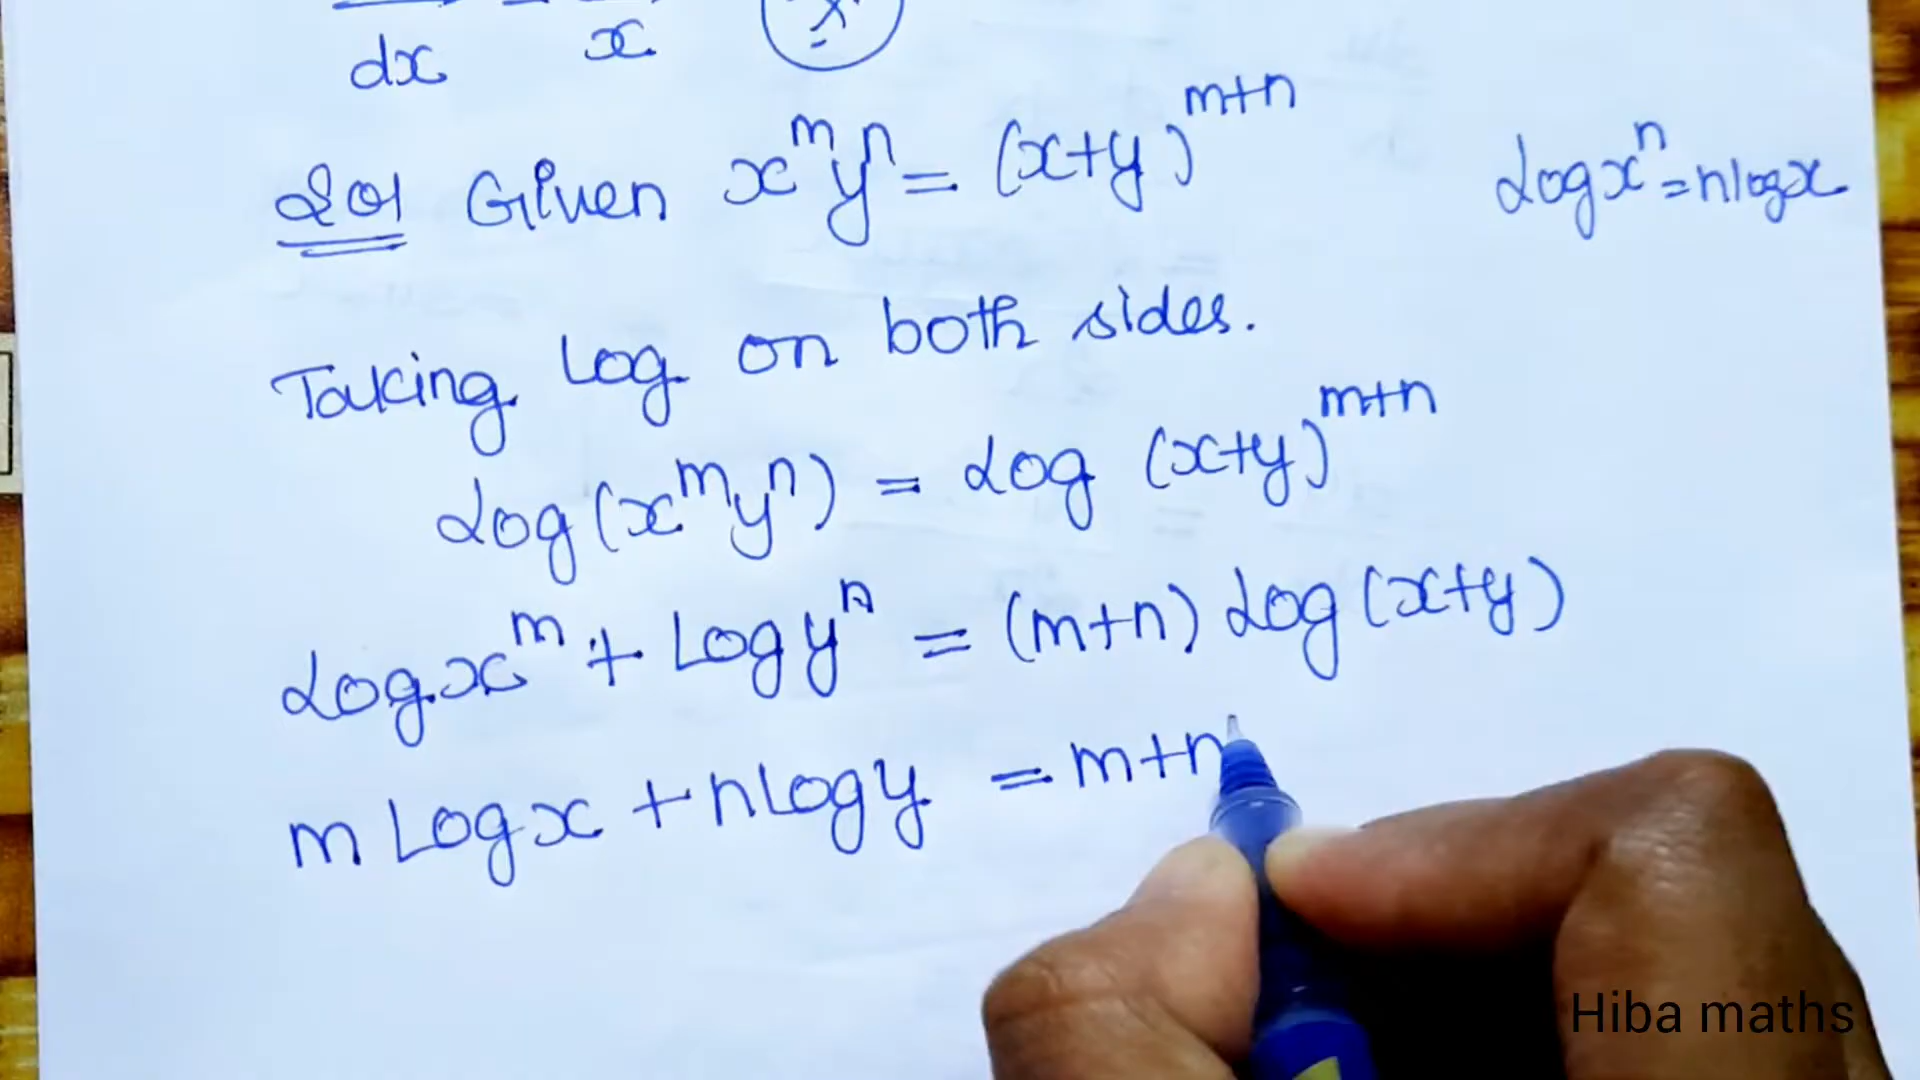 dx x
Sol Given x^m y^n = (x+y)^{m+n}
Log x^n = n log x
Taking Log on both sides.
Log (x^m y^n) = Log (x+y)^{m+n}
Log x^m + Log y^n = (m+n) Log (x+y)
m Log x + n log y = m+n
Hiba maths